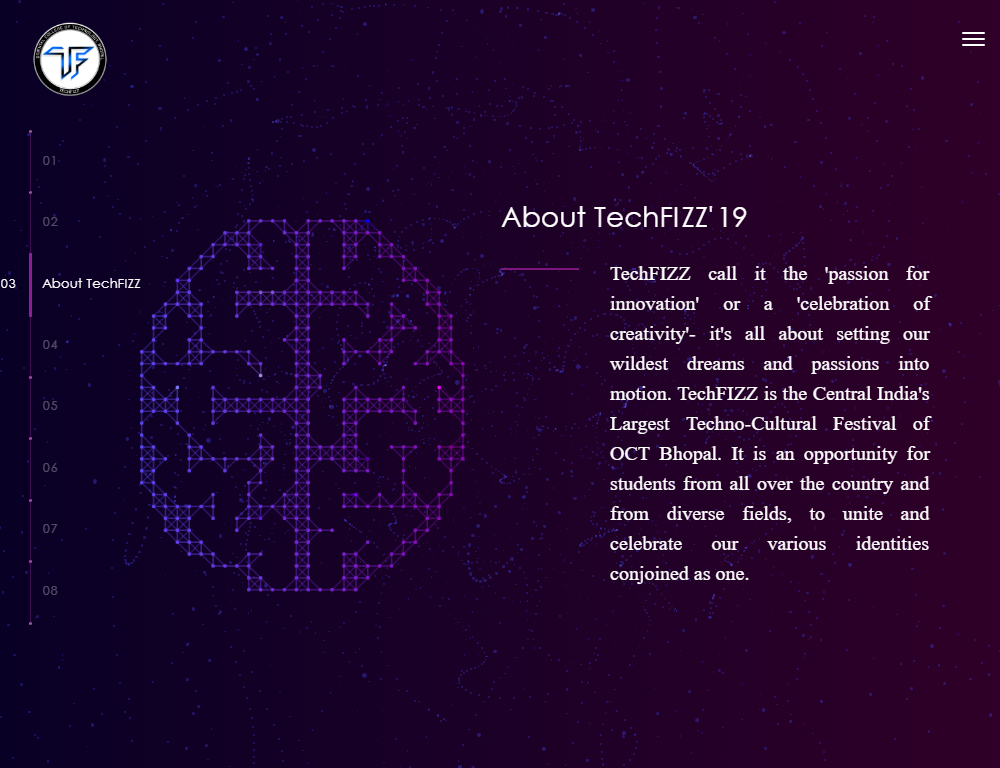 01
02
About TechFIZZ'19
03 About TechFIZZ
TechFIZZ call it the 'passion for
innovation' or a 'celebration of
creativity'- it's all about setting our
wildest dreams and passions into
motion. TechFIZZ is the Central India's
Largest Techno-Cultural Festival of
OCT Bhopal. It is an opportunity for
students from all over the country and
from diverse fields, to unite and
celebrate our various identities
conjoined as one.
04
05
06
07
08